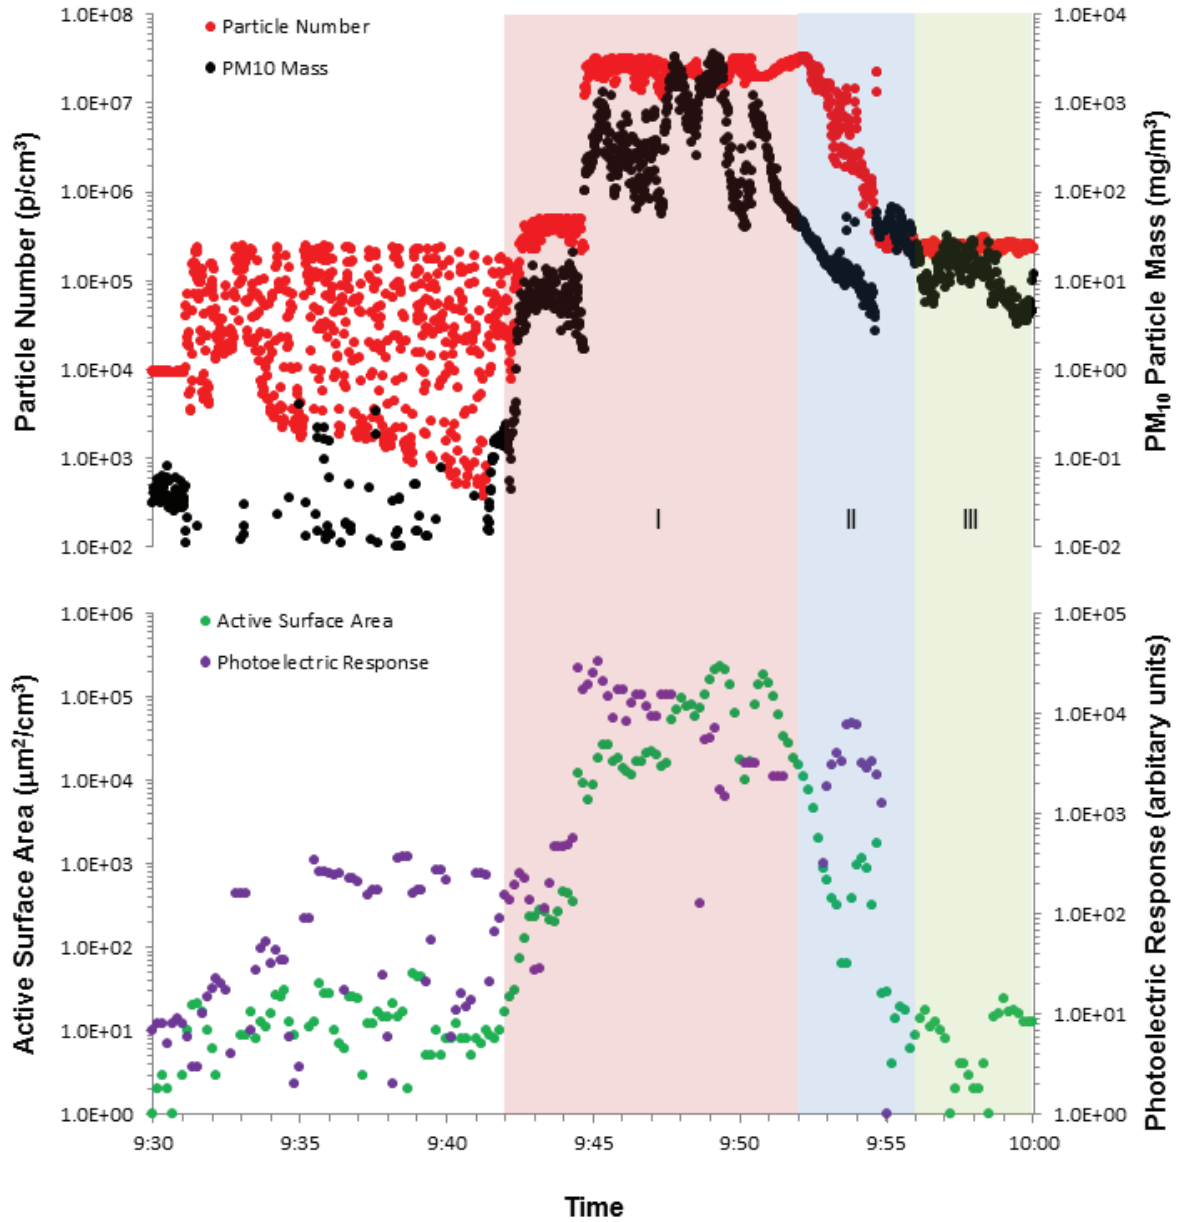 1.0E+08
1.0E+07
1.0E+06
1.0E+05
1.0E+04
1.0E+03
1.0E+02
Particle Number (p/cm³)
Particle Number
PM10 Mass
I
II
III
1.0E+04
1.0E+03
1.0E+02
1.0E+01
1.0E+00
1.0E-01
1.0E-02
PM₁₀ Particle Mass (mg/m³)
1.0E+06
1.0E+05
1.0E+04
1.0E+03
1.0E+02
1.0E+01
1.0E+00
Active Surface Area (µm²/cm³)
Active Surface Area
Photoelectric Response
1.0E+05
1.0E+04
1.0E+03
1.0E+02
1.0E+01
1.0E+00
Photoelectric Response (arbitary units)
9:30 9:35 9:40 9:45 9:50 9:55 10:00
Time